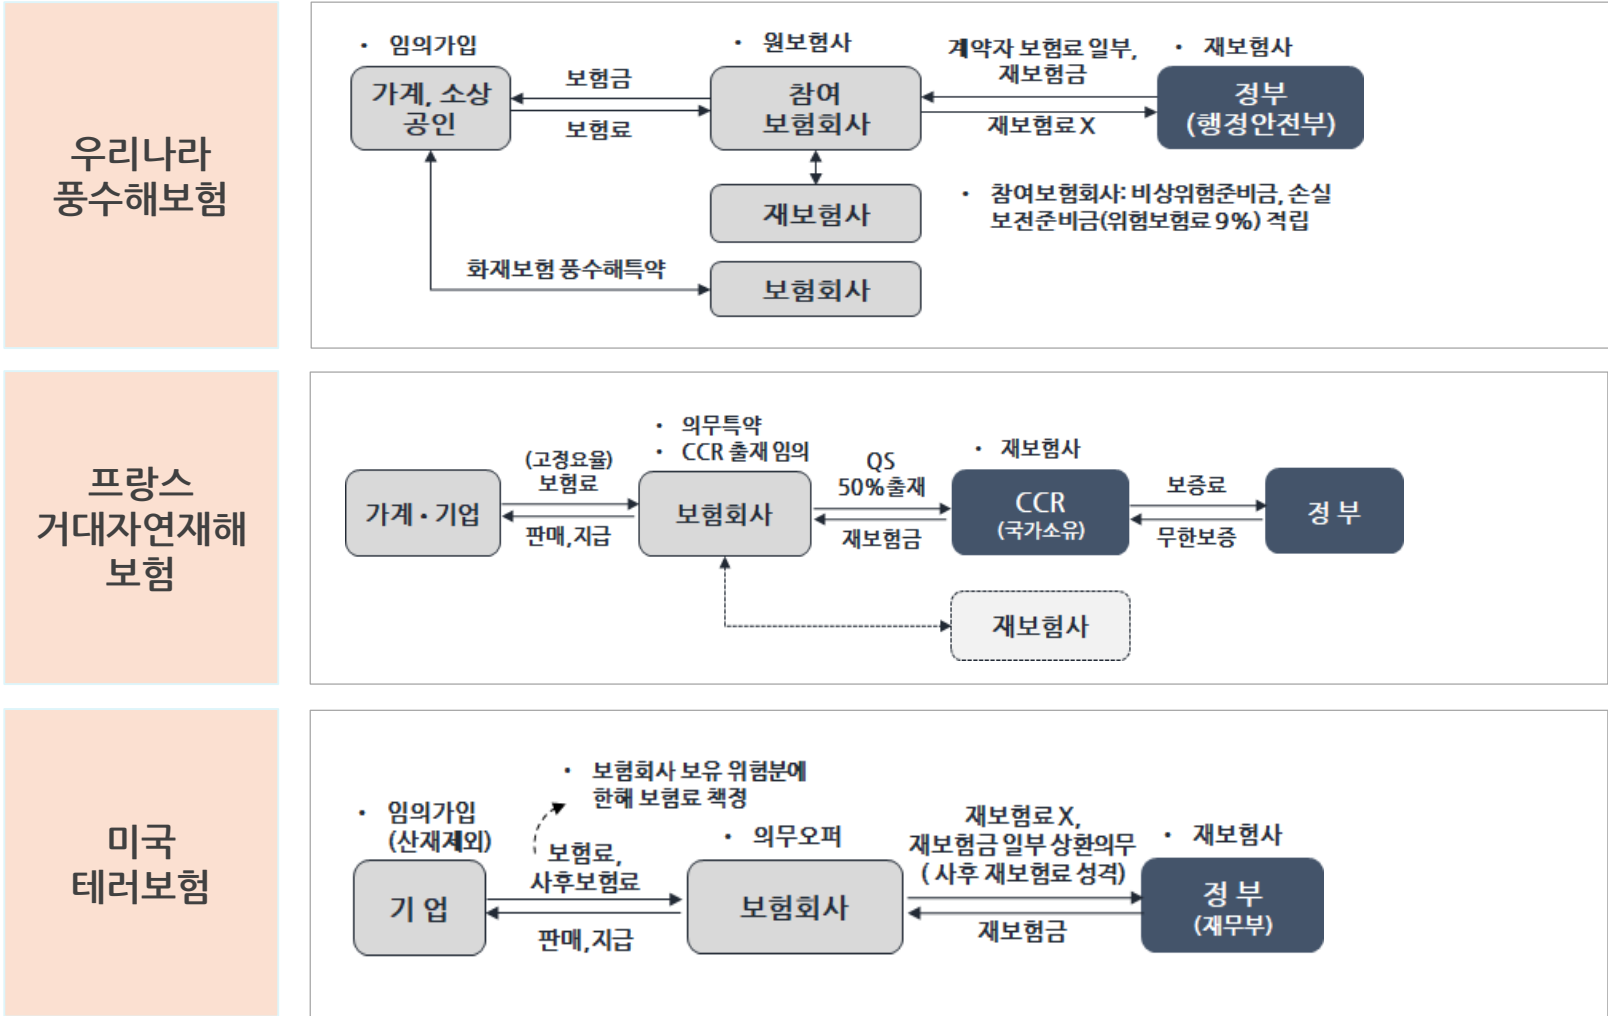 우리나라
풍수해보험
• 임의가입
가계, 소상
공인
보험금
보험료
• 원보험사
참여
보험회사
계약자 보험료 일부,
재보험금
재보험료 X
• 재보험사
정부
(행정안전부)
재보험사
• 참여보험회사: 비상위험준비금, 손실
보전준비금(위험보험료 9%) 적립
화재보험 풍수해특약
보험회사
프랑스
거대자연재해
보험
가계 · 기업
(고정요율)
보험료
판매,지급
• 의무특약
• CCR 출재 임의
보험회사
QS
50%출재
재보험금
• 재보험사
CCR
(국가소유)
보증료
무한보증
정 부
재보험사
미국
테러보험
• 임의가입
(산재제외)
기 업
• 보험회사 보유 위험분에
한해 보험료 책정
보험료,
사후보험료
판매,지급
• 의무오퍼
보험회사
재보험료 X,
재보험금 일부 상환의무
( 사후 재보험료 성격)
재보험금
• 재보험사
정 부
(재무부)